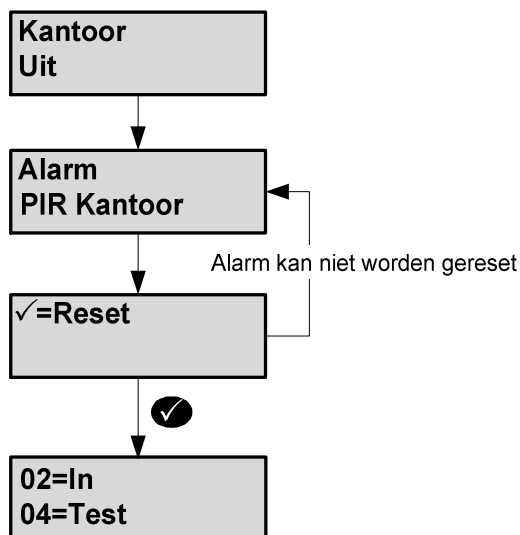 Kantoor
Uit
Alarm
PIR Kantoor
Alarm kan niet worden gereset
✓=Reset
✓
02=In
04=Test